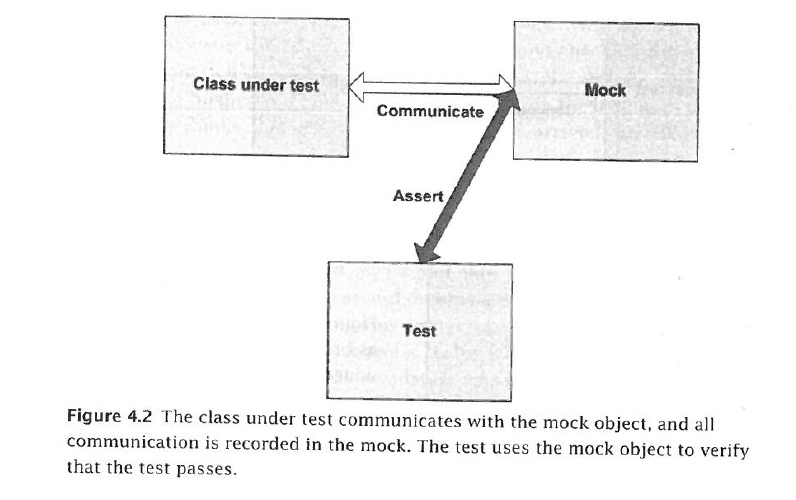 Class under test
Mock
Communicate
Assert
Test
Figure 4.2 The class under test communicates with the mock object, and all
communication is recorded in the mock. The test uses the mock object to verify
that the test passes.